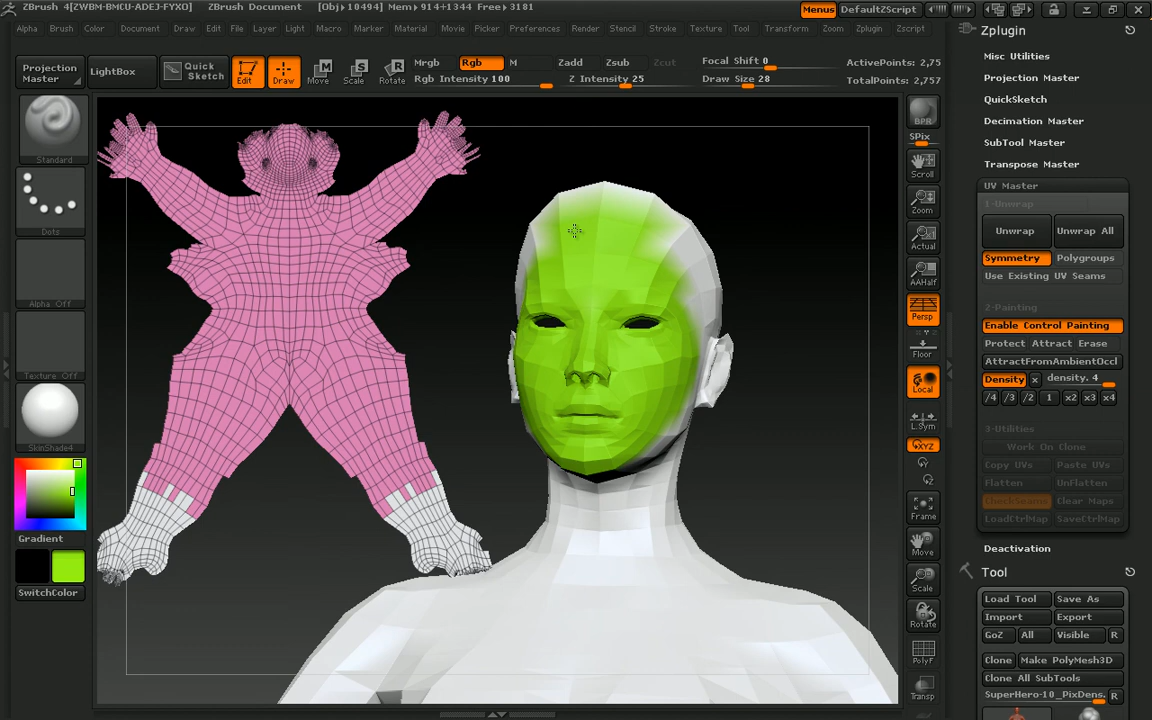 ZBrush 4[ZWBM-BMCU-ADEJ-FYXO] ZBrush Document [Obj]10494] Mem▸914+1344 Free▸3181 Menus DefaultZScript
Alpha Brush Color Document Draw Edit File Layer Light Macro Marker Material Movie Picker Preferences Render Stencil Stroke Texture Tool Transform Zoom Zplugin Zscript
Projection
Master
LightBox
Quick
Sketch
Edit
Draw
Move
Scale
Rotate
Mrgb Rgb M Zadd Zsub Zcut
Rgb Intensity 100 Z Intensity 25
Focal Shift 0
Draw Size 28
ActivePoints: 2,75
TotalPoints: 2,757
Standard
Dots
Alpha Off
Texture Off
SkinShade4
Gradient
SwitchColor
BPR
SPix
Scroll
Zoom
Actual
AAHalf
Persp
Floor
Local
L.Sym
XYZ
Y
Z
Frame
Move
Scale
Rotate
PolyF
Transp
Zplugin
Misc Utilities
Projection Master
QuickSketch
Decimation Master
SubTool Master
Transpose Master
UV Master
1-Unwrap
Unwrap Unwrap All
Symmetry Polygroups
Use Existing UV Seams
2-Painting
Enable Control Painting
Protect Attract Erase
AttractFromAmbientOccl
Density x density. 4
/4 /3 /2 1 x2 x3 x4
3-Utilities
Work On Clone
Copy UVs Paste UVs
Flatten UnFlatten
CheckSeams Clear Maps
LoadCtrlMap SaveCtrlMap
Deactivation
Tool
Load Tool Save As
Import Export
GoZ All Visible R
Clone Make PolyMesh3D
Clone All SubTools
SuperHero-10_PixDens. R